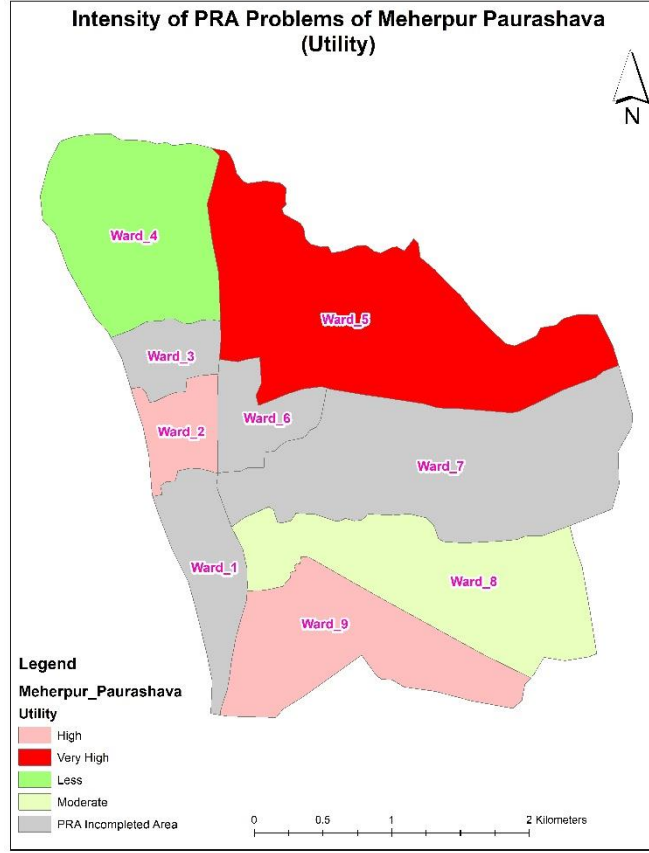 Intensity of PRA Problems of Meherpur Paurashava
(Utility)
N
Ward_4
Ward_5
Ward_3
Ward_6
Ward_2
Ward_7
Ward_1
Ward_8
Ward_9
Legend
Meherpur_Paurashava
Utility
High
Very High
Less
Moderate
PRA Incompleted Area
0 0.5 1 2 Kilometers